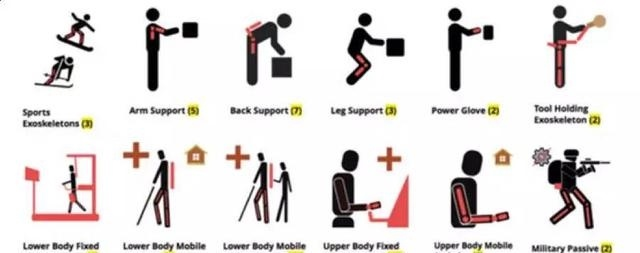 Sports
Exoskeletons (3)
Arm Support (5)
Back Support (7)
Leg Support (3)
Power Glove (2)
Tool Holding
Exoskeleton (2)
Lower Body Fixed
Lower Body Mobile
Lower Body Mobile
Upper Body Fixed
Upper Body Mobile
Military Passive (2)